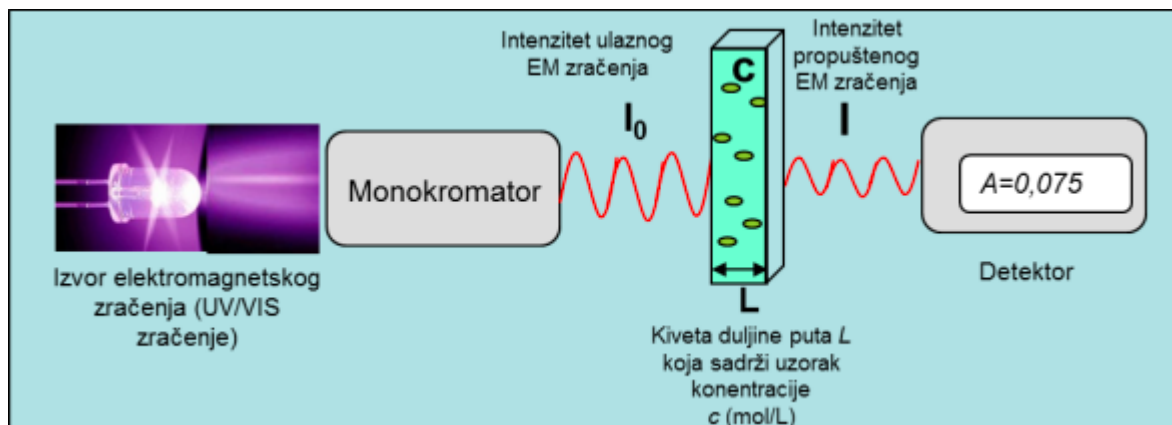 Intenzitet ulaznog
EM zračenja
I0
C
Intenzitet
propuštenog
EM zračenja
I
Monokromator
A=0,075
Izvor elektromagnetskog
zračenja (UV/VIS
zračenje)
L
Kiveta duljine puta L
koja sadrži uzorak
konentracije
c (mol/L)
Detektor